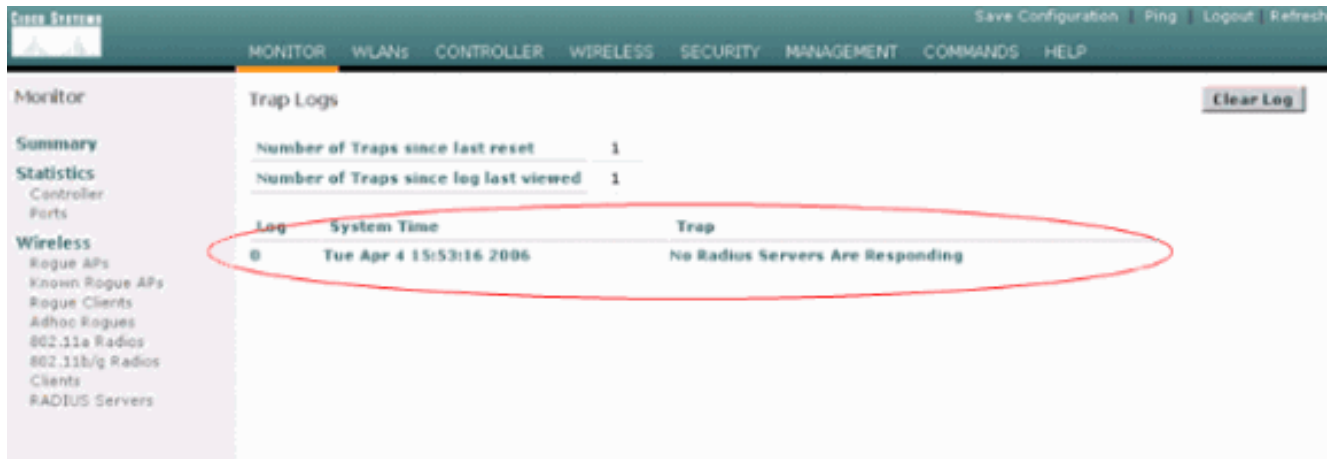 CISCO SYSTEMS
Save Configuration | Ping | Logout | Refresh
MONITOR WLANs CONTROLLER WIRELESS SECURITY MANAGEMENT COMMANDS HELP
Monitor
Summary
Statistics
Controller
Ports
Wireless
Rogue APs
Known Rogue APs
Rogue Clients
Adhoc Rogues
802.11a Radios
802.11b/g Radios
Clients
RADIUS Servers
Trap Logs
Clear Log
Number of Traps since last reset 1
Number of Traps since log last viewed 1
Log System Time Trap
0 Tue Apr 4 15:53:16 2006 No Radius Servers Are Responding